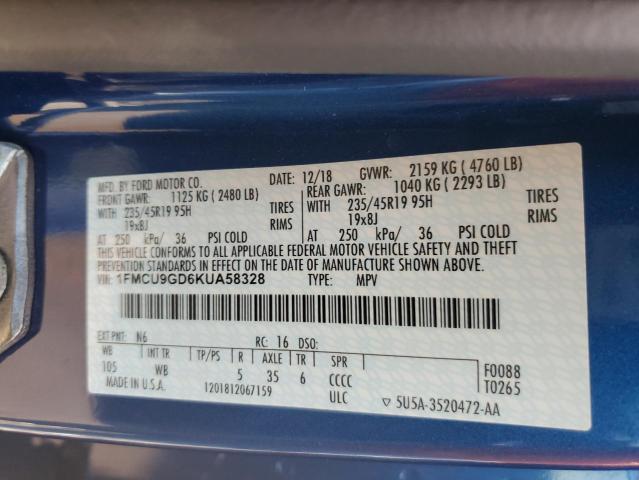 MFD. BY FORD MOTOR CO.
DATE: 12/18 GVWR: 2159 KG ( 4760 LB)
FRONT GAWR: 1125 KG ( 2480 LB)
REAR GAWR: 1040 KG ( 2293 LB)
WITH 235/45R19 95H TIRES
WITH 235/45R19 95H TIRES
19x8J RIMS
19x8J RIMS
AT 250 kPa/ 36 PSI COLD
AT 250 kPa/ 36 PSI COLD
THIS VEHICLE CONFORMS TO ALL APPLICABLE FEDERAL MOTOR VEHICLE SAFETY AND THEFT
PREVENTION STANDARDS IN EFFECT ON THE DATE OF MANUFACTURE SHOWN ABOVE.
VIN: 1FMCU9GD6KUA58328 TYPE: MPV
EXT PNT: N6 RC: 16 DSO:
WB INT TR TP/PS R AXLE TR SPR
105 WB 5 35 6 CCCC
F0088
T0265
MADE IN U.S.A. 1201812067159 ULC
▽ 5U5A-3520472-AA